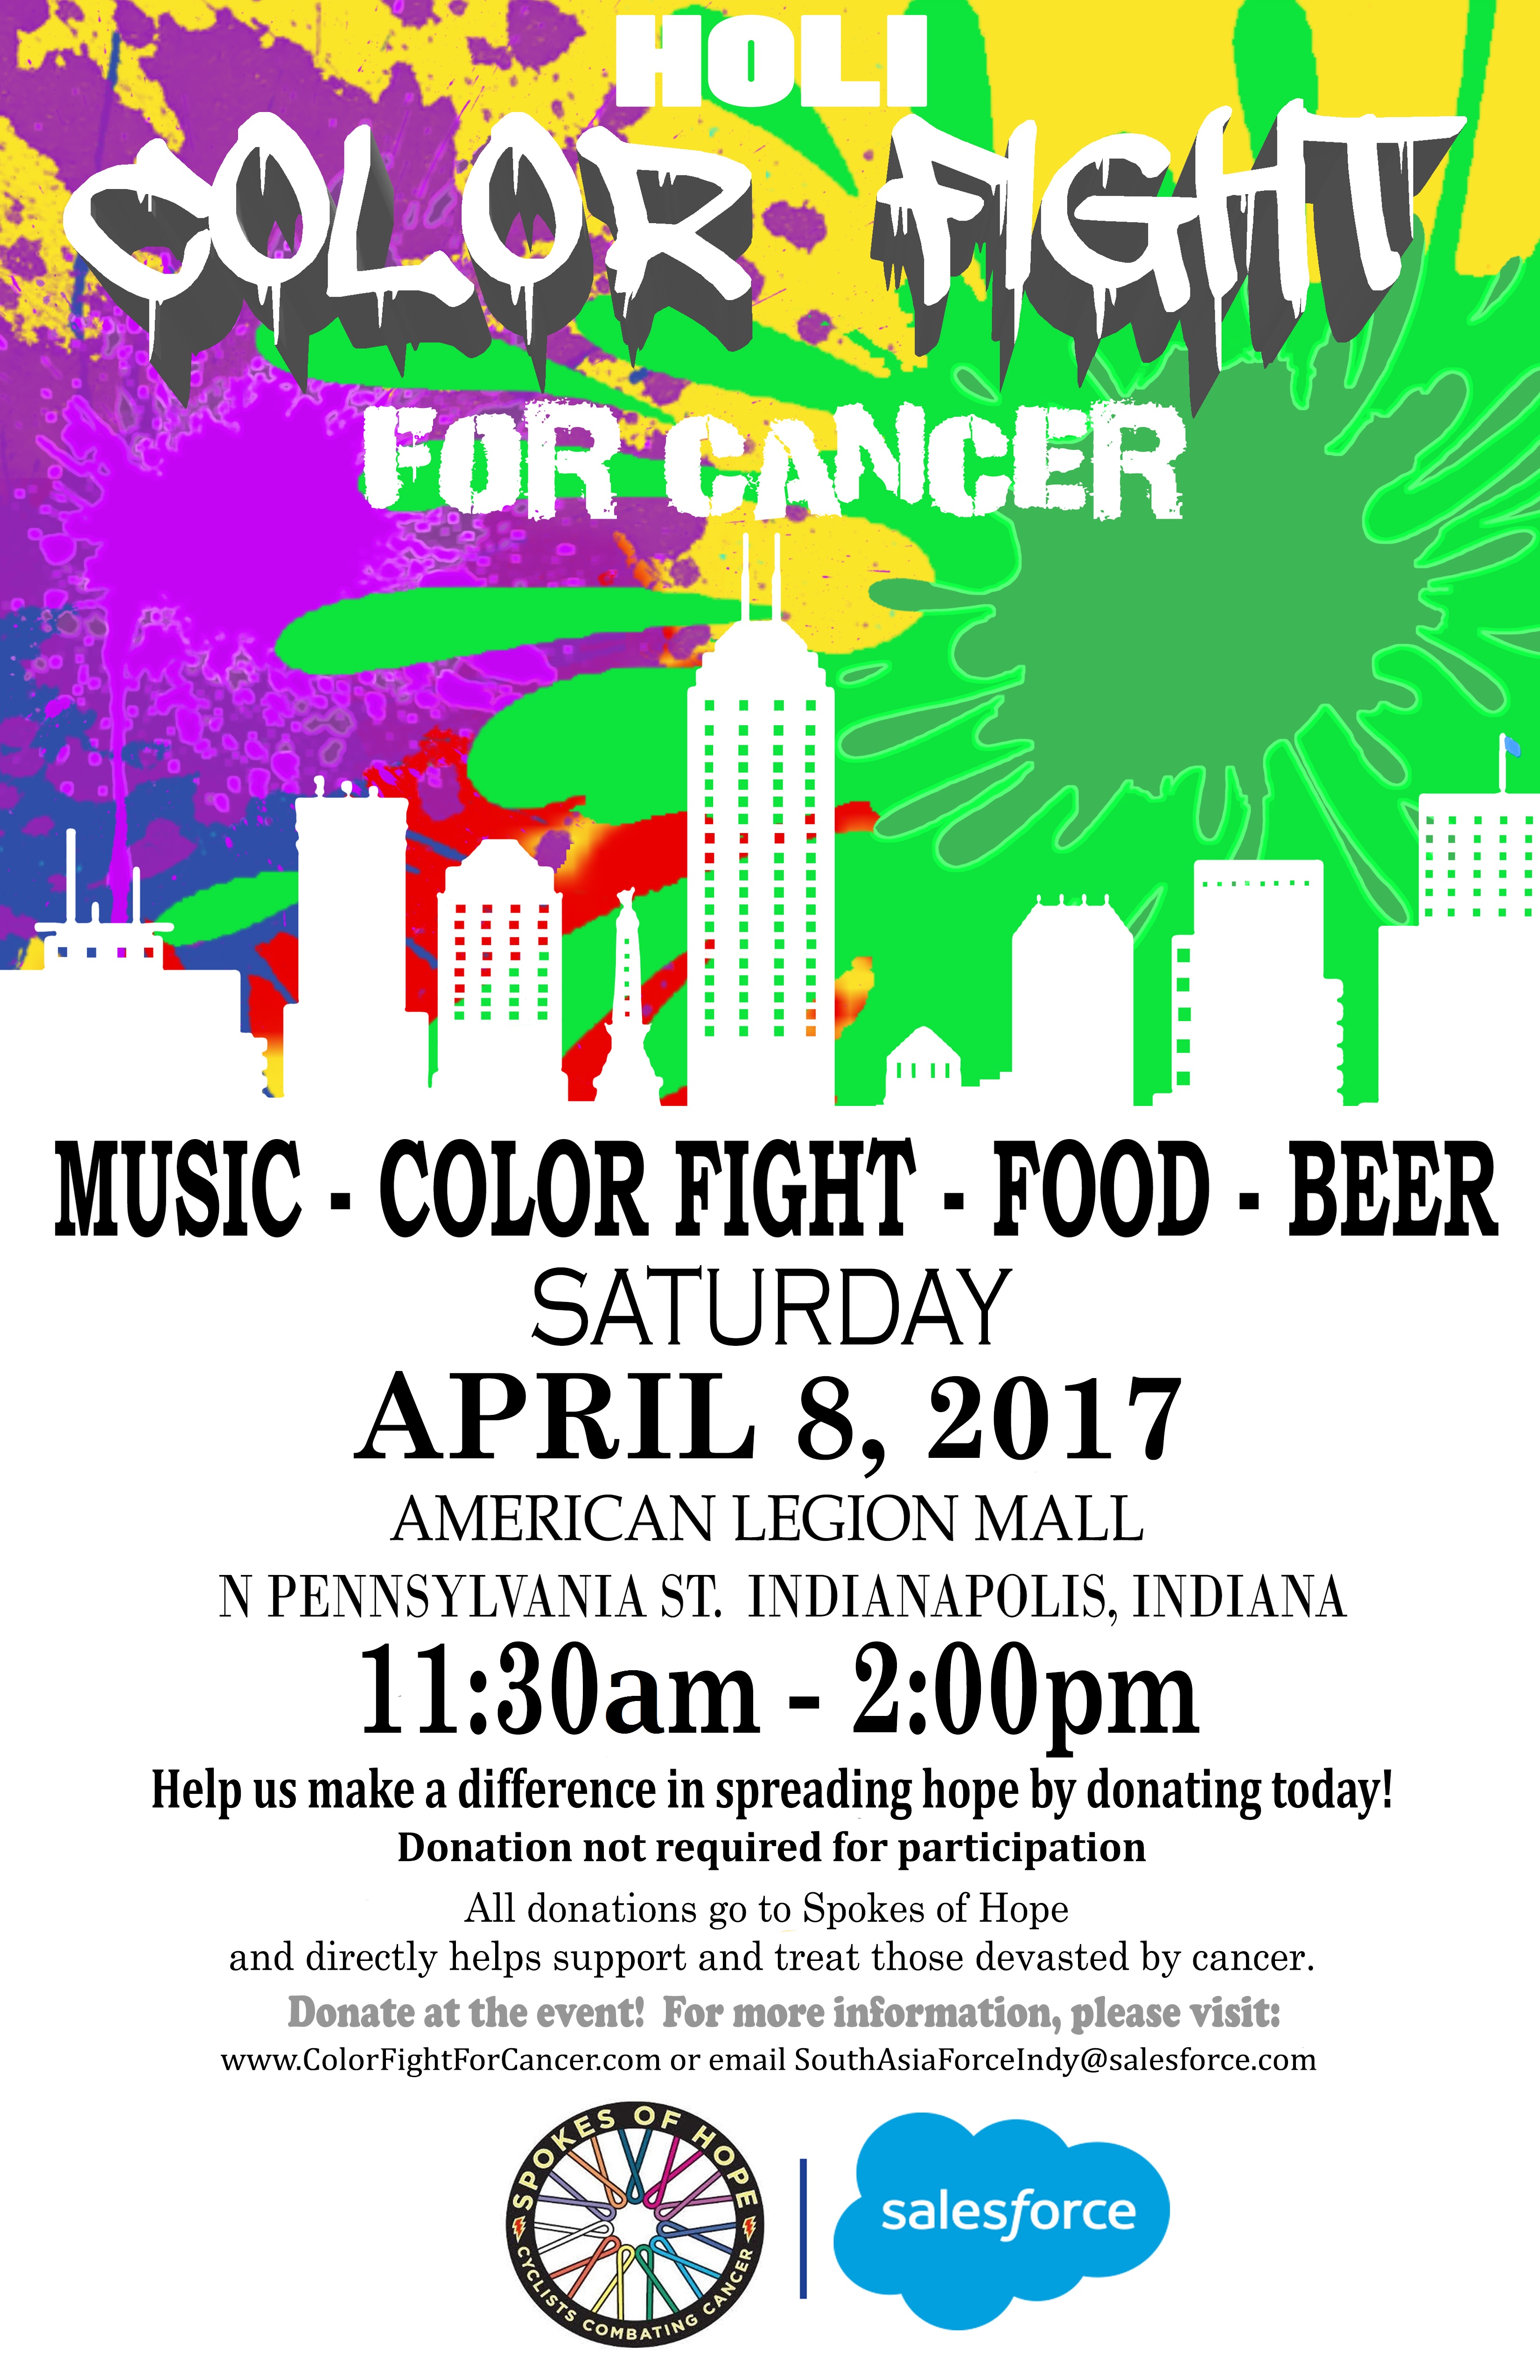 HOLI
COLOR FIGHT
FOR CANCER
MUSIC - COLOR FIGHT - FOOD - BEER
SATURDAY
APRIL 8, 2017
AMERICAN LEGION MALL
N PENNSYLVANIA ST. INDIANAPOLIS, INDIANA
11:30am - 2:00pm
Help us make a difference in spreading hope by donating today!
Donation not required for participation
All donations go to Spokes of Hope
and directly helps support and treat those devasted by cancer.
Donate at the event! For more information, please visit:
www.ColorFightForCancer.com or email SouthAsiaForceIndy@salesforce.com
SPOKES OF HOPE
CYCLISTS COMBATING CANCER
salesforce